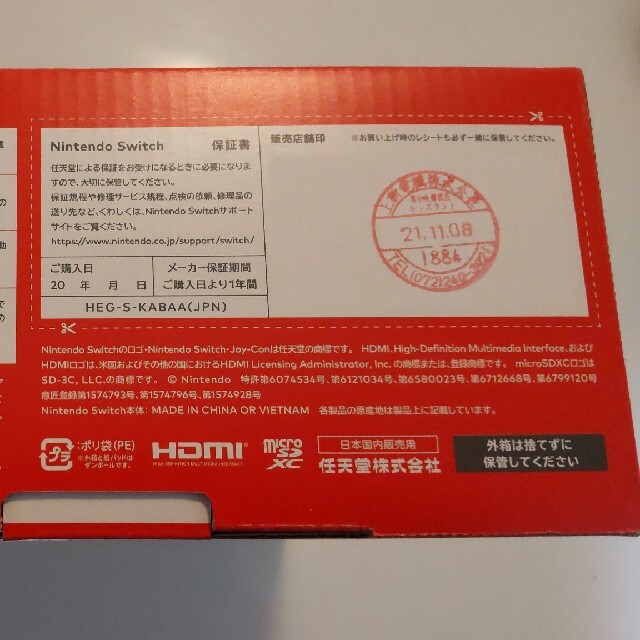 Nintendo Switch 保証書
任天堂による保証をお受けになるときに必要になりま
すので、大切に保管してください。
保証規程や修理サービス規程、点検の依頼、修理品の
送り先など、くわしくは、Nintendo Switchサポート
サイトをご覧ください。
https://www.nintendo.co.jp/support/switch/
ご購入日 メーカー保証期間
20 年 月 日 ご購入日より1年間
HEG-S-KABAA(JPN)
販売店舗印 ※お買い上げ時のレシートも必ず一緒に保管してください。
株式会社
21.11.08
1884
Nintendo Switchのロゴ・Nintendo Switch・Joy-Conは任天堂の商標です。 HDMI、High-Definition Multimedia Interface、および
HDMIロゴは、米国およびその他の国におけるHDMI Licensing Administrator, Inc. の商標または、登録商標です。 microSDXCロゴは
SD-3C, LLC.の商標です。 © Nintendo 特許第6074534号、第6121034号、第6580023号、第6712668号、第6799120号
意匠登録第1574793号、第1574796号、第1574928号
Nintendo Switch本体: MADE IN CHINA OR VIETNAM 各製品の原産地は製品上に記載しています。
プラ
:ポリ袋(PE)
※外箱と紙パッドは
ダンボールです。
HDMI
HIGH-DEFINITION MULTIMEDIA INTERFACE
micro
SD
XC
日本国内販売用
任天堂株式会社
外箱は捨てずに
保管してください